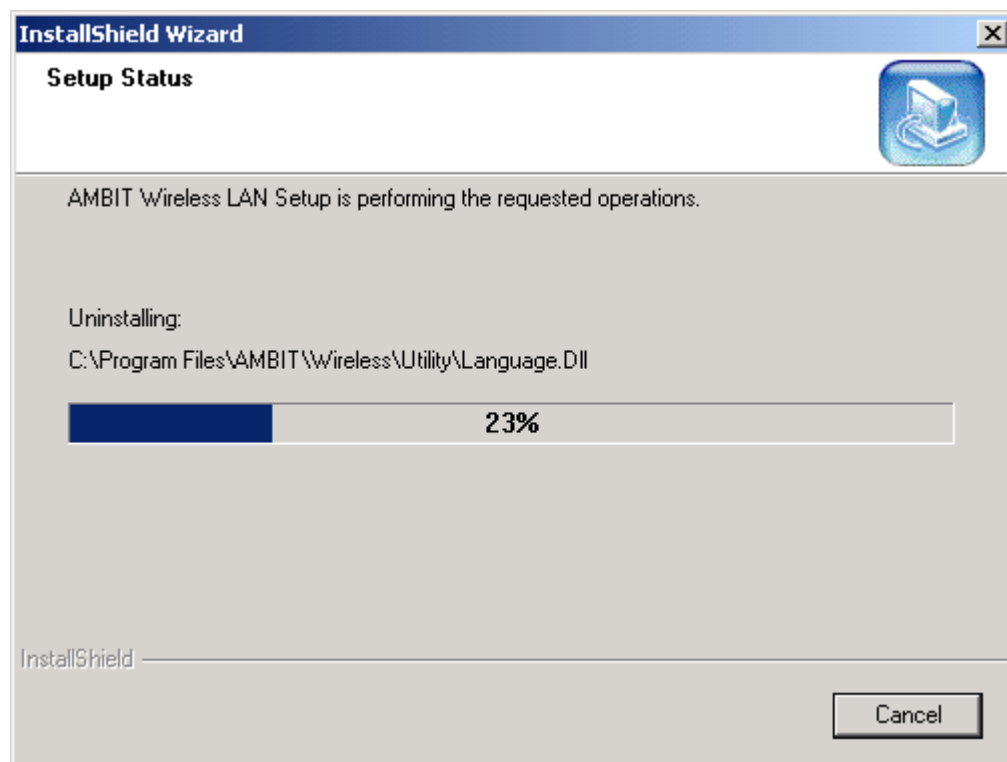 InstallShield Wizard
Setup Status
AMBIT Wireless LAN Setup is performing the requested operations.
Uninstalling:
C:\Program Files\AMBIT\Wireless\Utility\Language.Dll
23%
InstallShield
Cancel